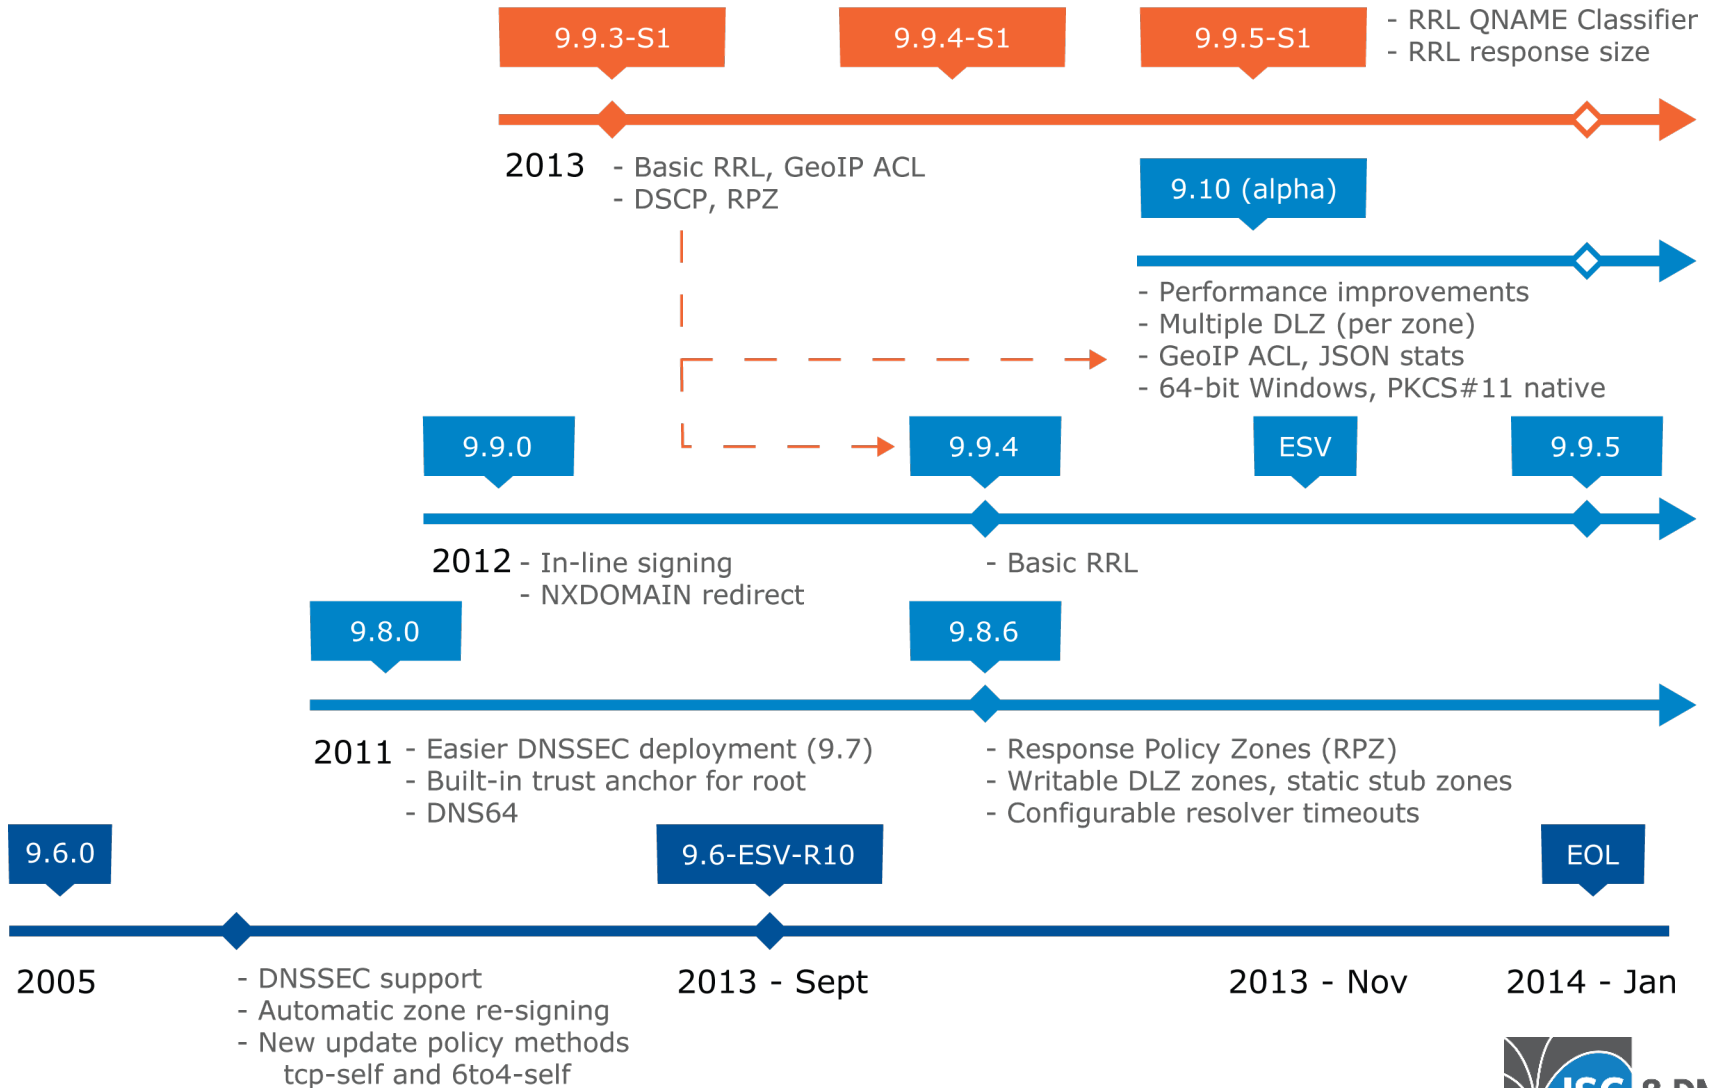 9.9.3-S1
9.9.4-S1
9.9.5-S1
- RRL QNAME Classifier
- RRL response size
2013
- Basic RRL, GeoIP ACL
- DSCP, RPZ
9.10 (alpha)
- Performance improvements
- Multiple DLZ (per zone)
- GeoIP ACL, JSON stats
- 64-bit Windows, PKCS#11 native
9.9.0
9.9.4
ESV
9.9.5
2012
- In-line signing
- NXDOMAIN redirect
- Basic RRL
9.8.0
9.8.6
2011
- Easier DNSSEC deployment (9.7)
- Built-in trust anchor for root
- DNS64
- Response Policy Zones (RPZ)
- Writable DLZ zones, static stub zones
- Configurable resolver timeouts
9.6.0
9.6-ESV-R10
EOL
2005
- DNSSEC support
- Automatic zone re-signing
- New update policy methods
tcp-self and 6to4-self
2013 - Sept
2013 - Nov
2014 - Jan